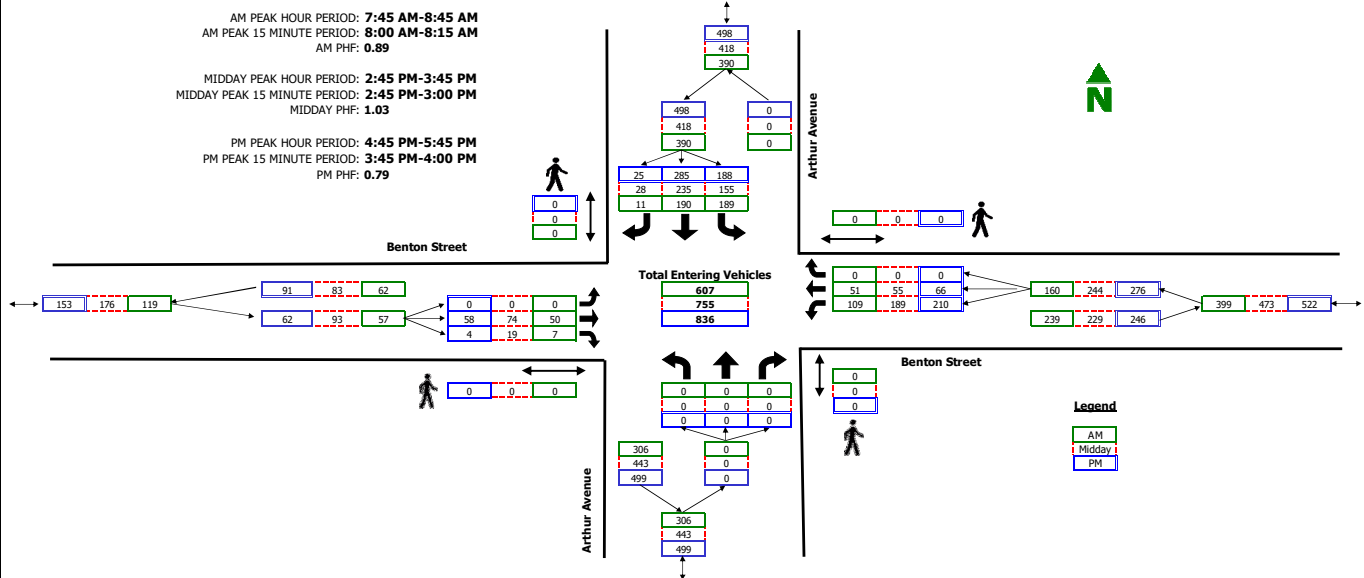 AM PEAK HOUR PERIOD: 7:45 AM-8:45 AM
AM PEAK 15 MINUTE PERIOD: 8:00 AM-8:15 AM
AM PHF: 0.89
MIDDAY PEAK HOUR PERIOD: 2:45 PM-3:45 PM
MIDDAY PEAK 15 MINUTE PERIOD: 2:45 PM-3:00 PM
MIDDAY PHF: 1.03
PM PEAK HOUR PERIOD: 4:45 PM-5:45 PM
PM PEAK 15 MINUTE PERIOD: 3:45 PM-4:00 PM
PM PHF: 0.79
498
418
390
498
418
390
0
0
0
25 285 188
28 235 155
11 190 189
Arthur Avenue
N
0
0
0
0 0 0
Benton Street
153 176 119
91 83 62
62 93 57
0 0 0
58 74 50
4 19 7
Total Entering Vehicles
607
755
836
0 0 0
51 55 66
109 189 210
160 244 276
239 229 246
399 473 522
Benton Street
0 0 0
0 0 0
0 0 0
0 0 0
0
0
0
306
443
499
0
0
0
306
443
499
Arthur Avenue
Legend
AM
Midday
PM